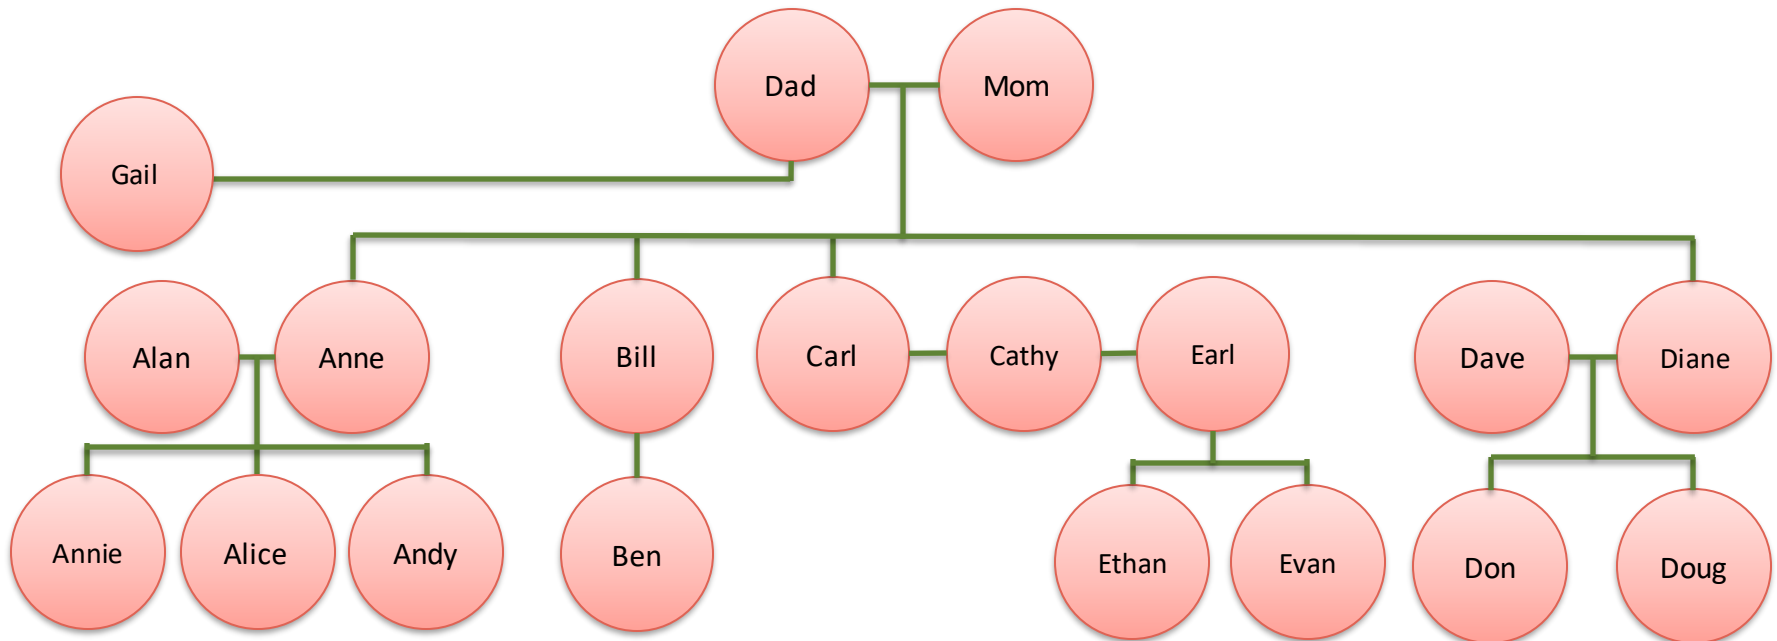 Dad
Mom
Gail
Alan
Anne
Bill
Carl
Cathy
Earl
Dave
Diane
Annie
Alice
Andy
Ben
Ethan
Evan
Don
Doug